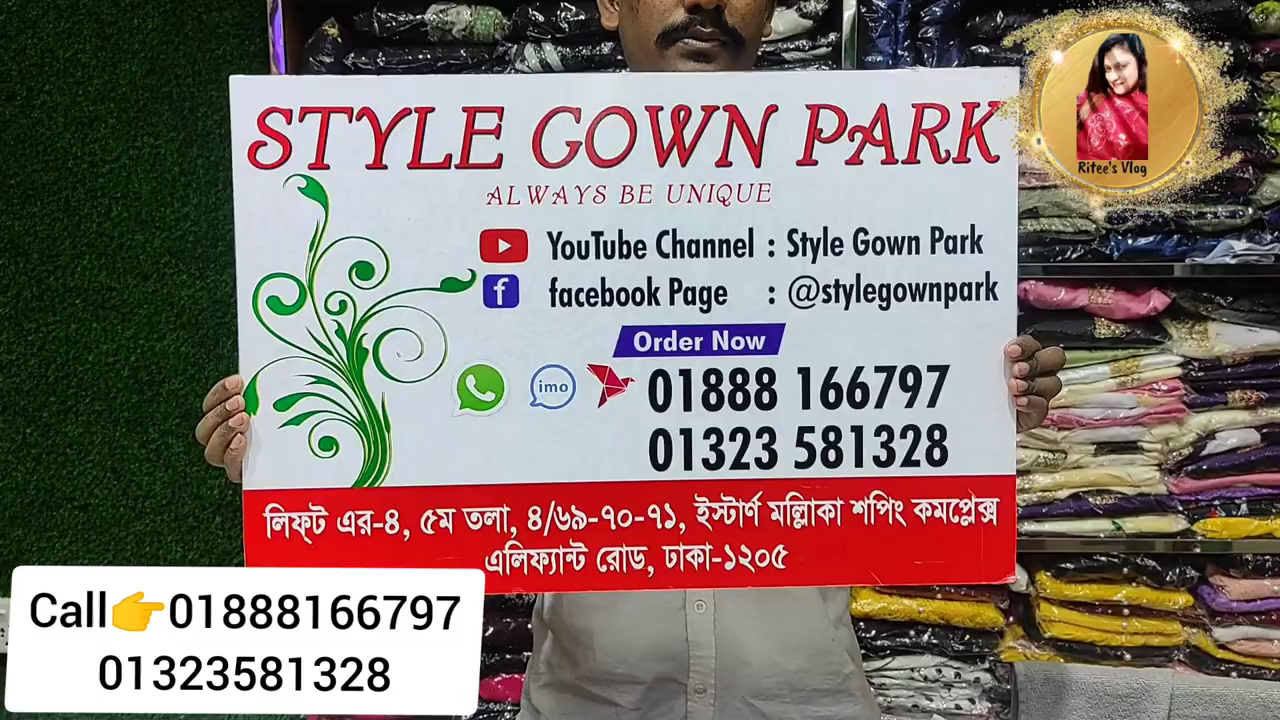 STYLE GOWN PARK
ALWAYS BE UNIQUE
YouTube Channel : Style Gown Park
facebook Page : @stylegownpark
Order Now
imo
01888 166797
01323 581328
লিফ্ট এর-৪, ৫ম তলা, ৪/৬৯-৭০-৭১, ইস্টার্ণ মল্লিাকা শপিং কমপ্লেক্স
এলিফ্যান্ট রোড, ঢাকা-১২০৫
Call👉01888166797
01323581328
Ritee's Vlog